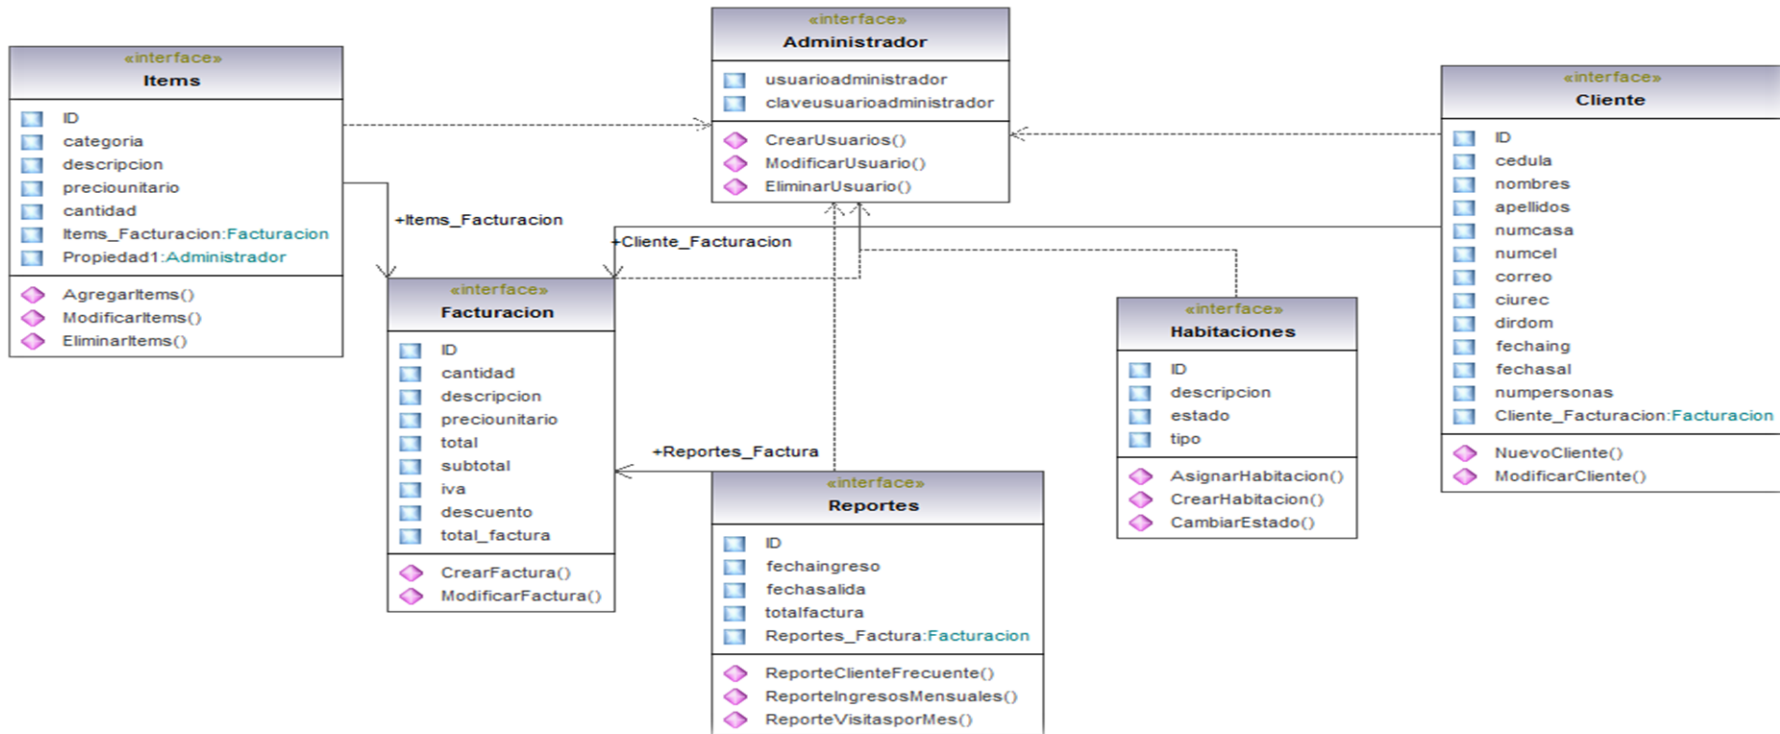 «interface»
Items
ID
categoria
descripcion
preciounitario
cantidad
Items_Facturacion:Facturacion
Propiedad1:Administrador
AgregarItems()
ModificarItems()
EliminarItems()
«interface»
Administrador
usuarioadministrador
claveusuarioadministrador
CrearUsuarios()
ModificarUsuario()
EliminarUsuario()
«interface»
Cliente
ID
cedula
nombres
apellidos
numcasa
numcel
correo
ciurec
dirdom
fechaing
fechasal
numpersonas
Cliente_Facturacion:Facturacion
NuevoCliente()
ModificarCliente()
+Items_Facturacion
+Cliente_Facturacion
«interface»
Facturacion
ID
cantidad
descripcion
preciounitario
total
subtotal
iva
descuento
total_factura
CrearFactura()
ModificarFactura()
«interface»
Habitaciones
ID
descripcion
estado
tipo
AsignarHabitacion()
CrearHabitacion()
CambiarEstado()
+Reportes_Factura
«interface»
Reportes
ID
fechaingreso
fechasalida
totalfactura
Reportes_Factura:Facturacion
ReporteClienteFrecuente()
ReporteIngresosMensuales()
ReporteVisitasporMes()